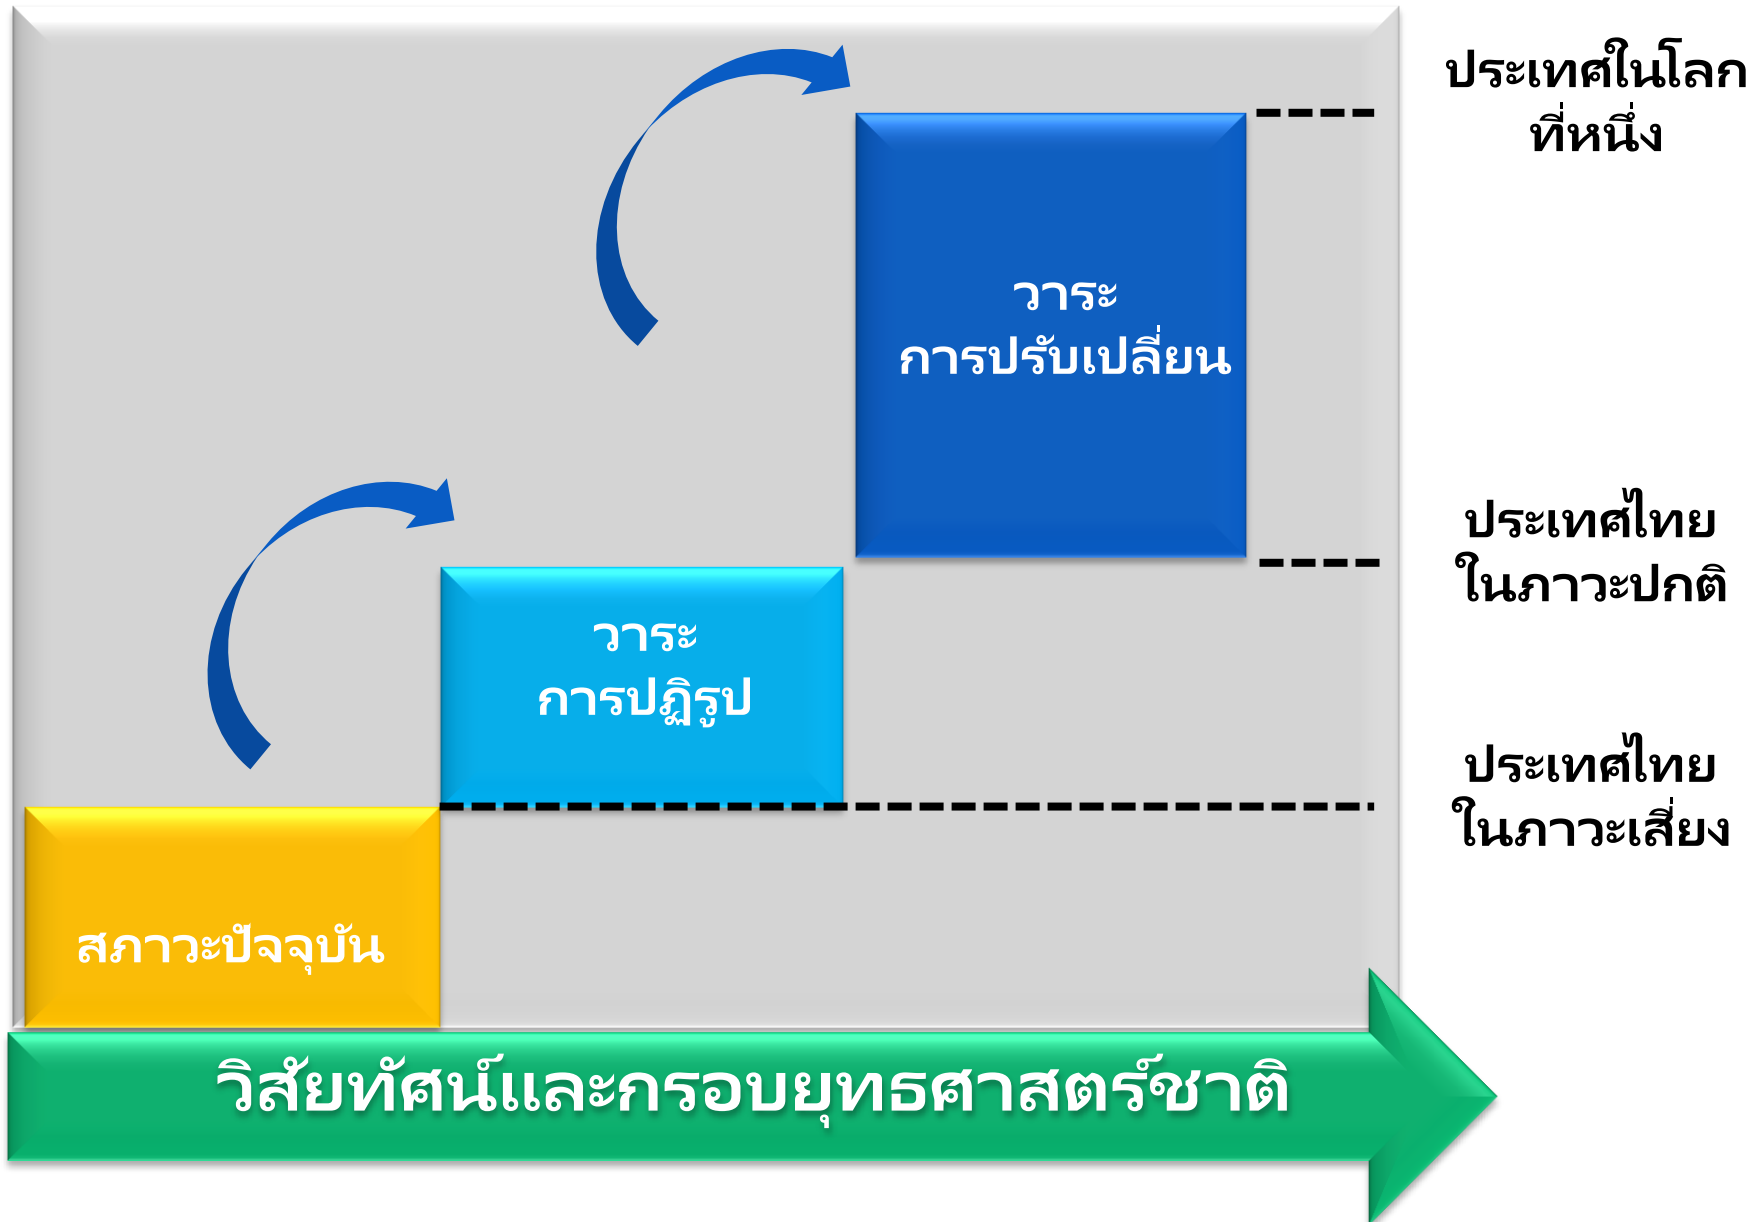 ประเทศในโลก
ที่หนึ่ง
วาระ
การปรับเปลี่ยน
ประเทศไทย
ในภาวะปกติ
วาระ
การปฏิรูป
ประเทศไทย
ในภาวะเสี่ยง
สภาวะปัจจุบัน
วิสัยทัศน์และกรอบยุทธศาสตร์ชาติ